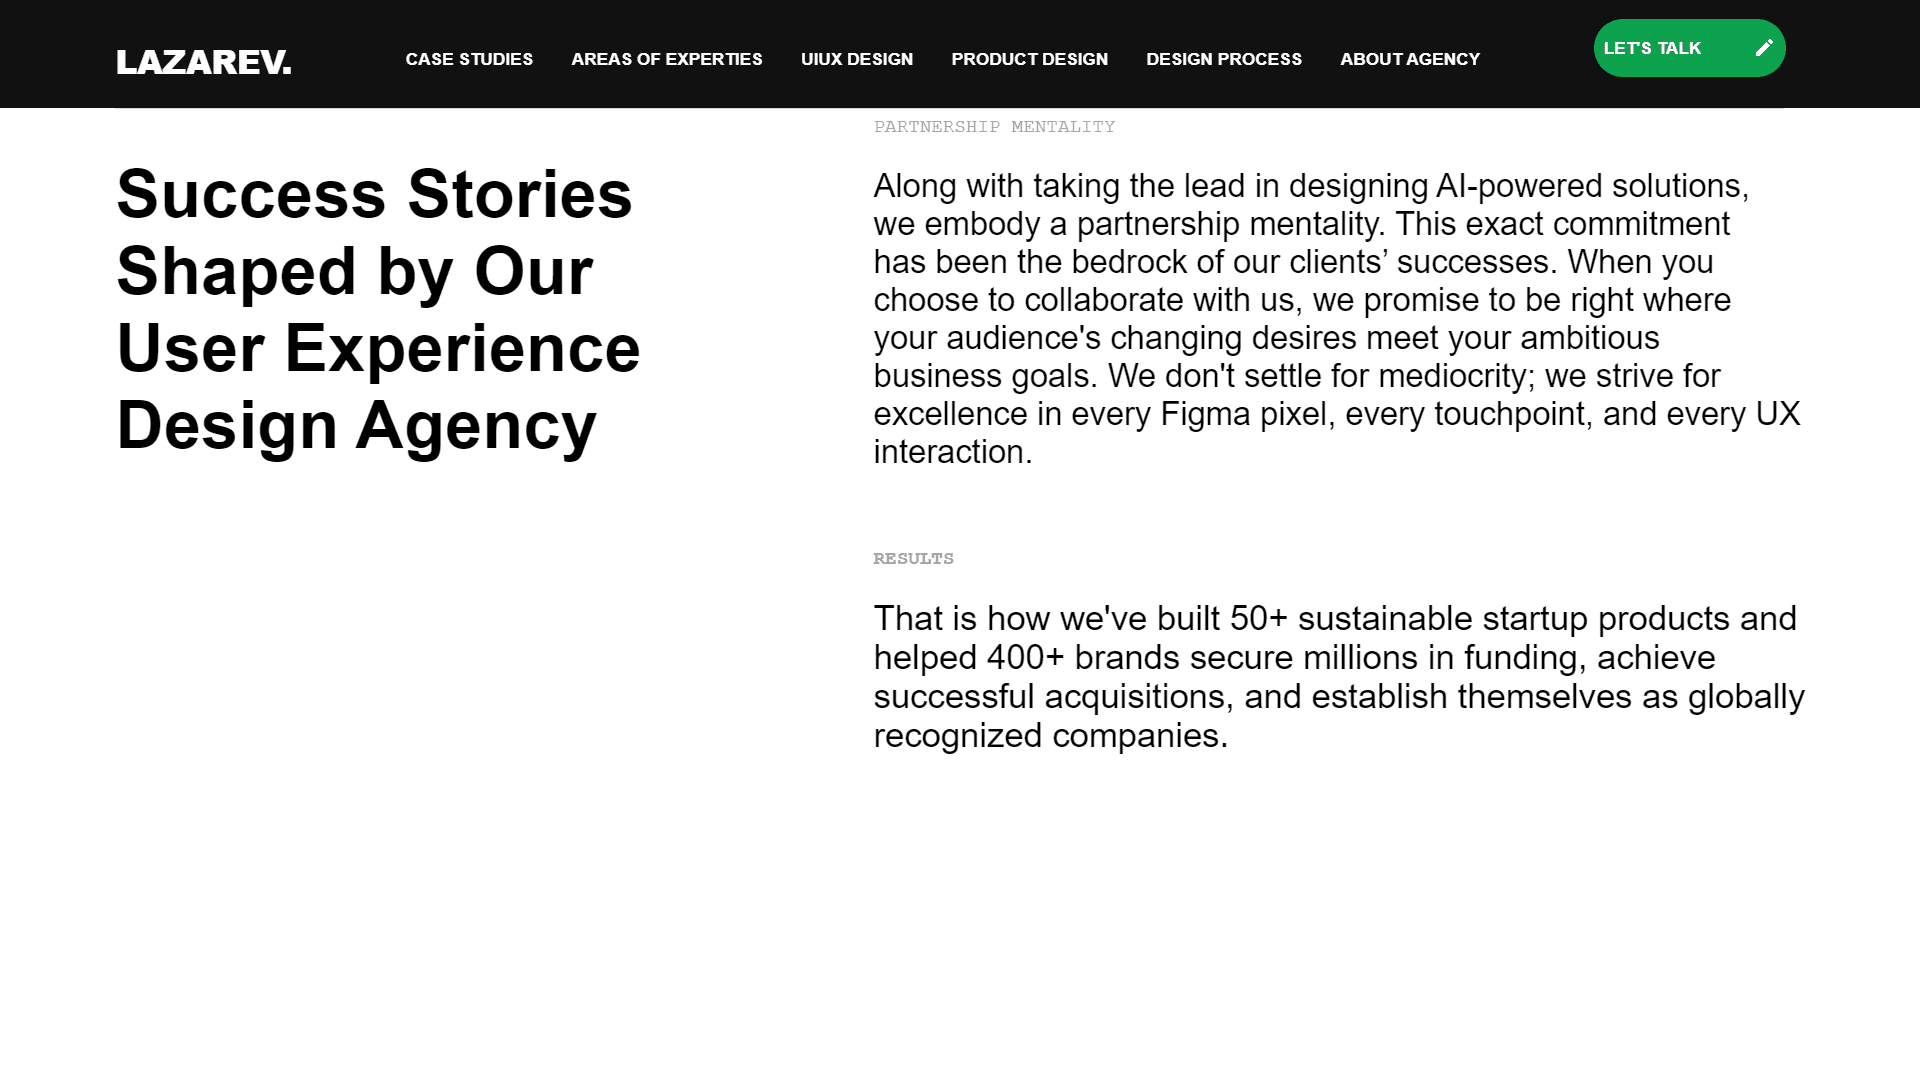 LAZAREV.
CASE STUDIES
AREAS OF EXPERTIES
UIUX DESIGN
PRODUCT DESIGN
DESIGN PROCESS
ABOUT AGENCY
LET'S TALK
Success Stories
Shaped by Our
User Experience
Design Agency
PARTNERSHIP MENTALITY
Along with taking the lead in designing AI-powered solutions,
we embody a partnership mentality. This exact commitment
has been the bedrock of our clients’ successes. When you
choose to collaborate with us, we promise to be right where
your audience's changing desires meet your ambitious
business goals. We don't settle for mediocrity; we strive for
excellence in every Figma pixel, every touchpoint, and every UX
interaction.
RESULTS
That is how we've built 50+ sustainable startup products and
helped 400+ brands secure millions in funding, achieve
successful acquisitions, and establish themselves as globally
recognized companies.